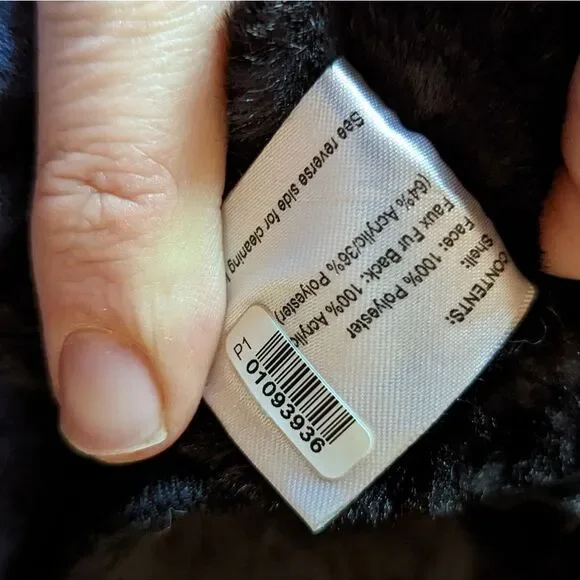 CONTENTS:
Shell:
Face: 100% Polyester
Faux Fur Back: 100% Acrylic
(64% Acrylic/36% Polyester)
See reverse side for cleaning
P1
01093936